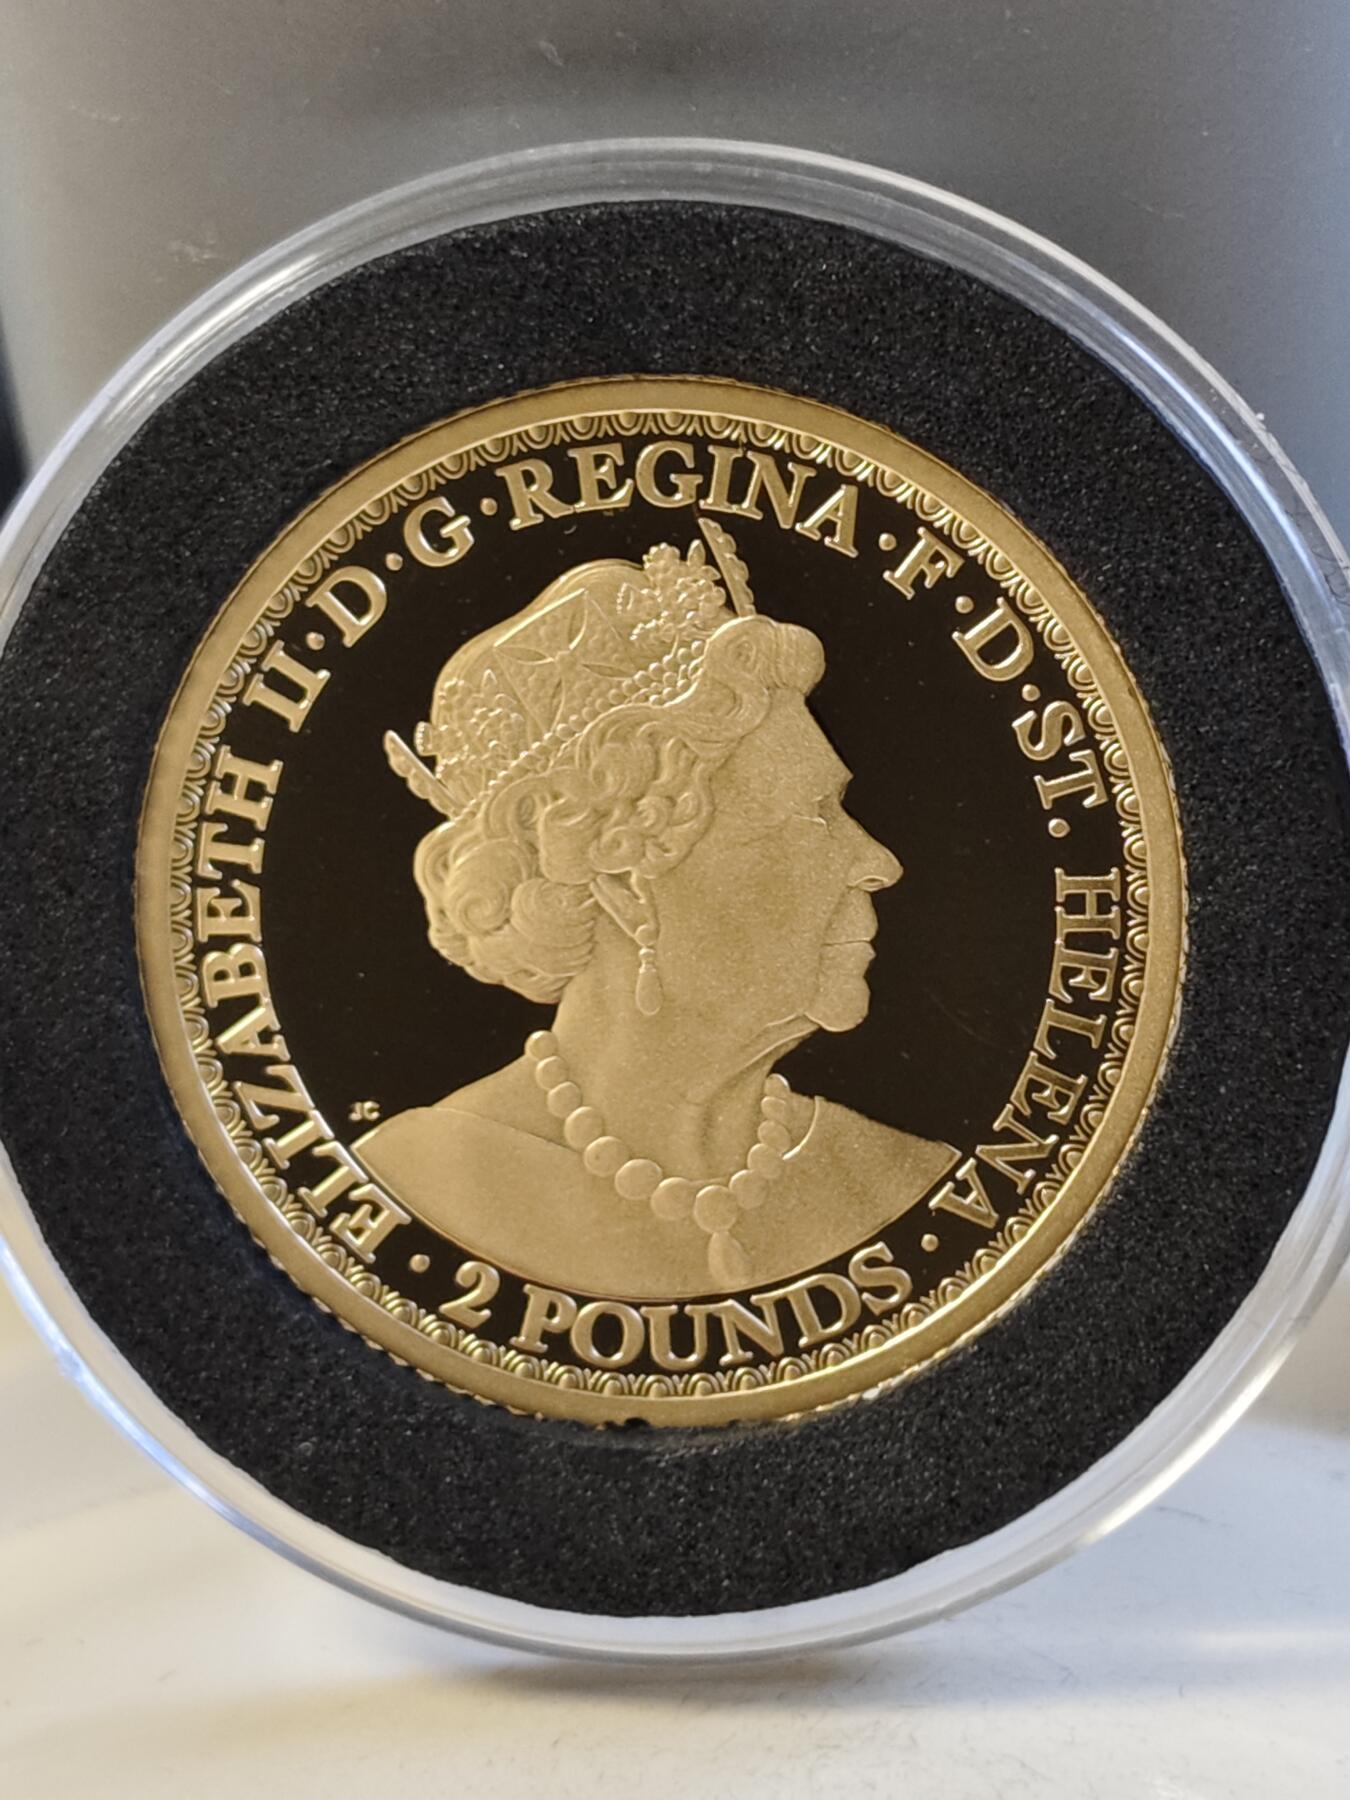 ELIZABETH II · D · G · REGINA · F · D · ST. HELENA ·
2 POUNDS ·
JC